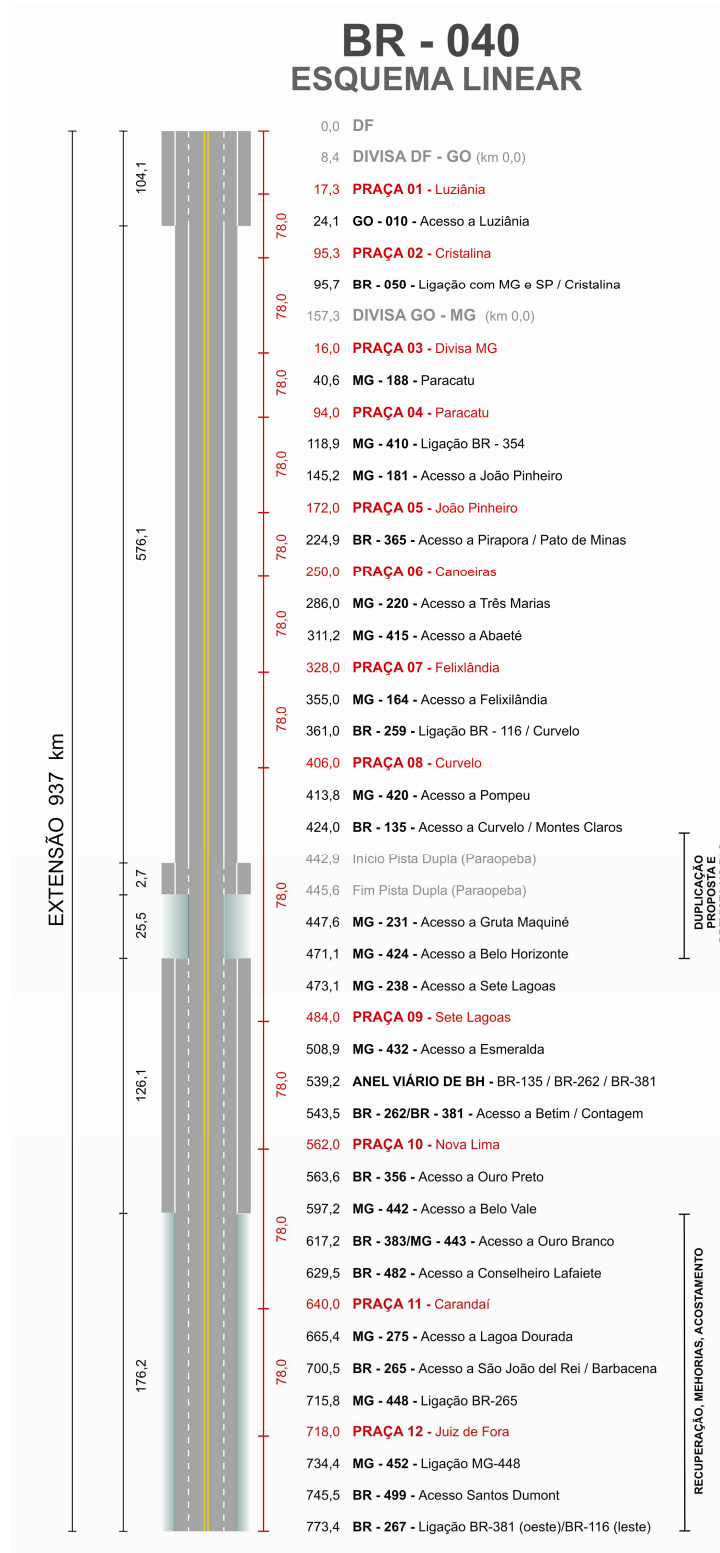 BR - 040
ESQUEMA LINEAR
0,0 DF
8,4 DIVISA DF - GO (km 0,0)
17,3 PRAÇA 01 - Luziânia
24,1 GO - 010 - Acesso a Luziânia
95,3 PRAÇA 02 - Cristalina
95,7 BR - 050 - Ligação com MG e SP / Cristalina
157,3 DIVISA GO - MG (km 0,0)
16,0 PRAÇA 03 - Divisa MG
40,6 MG - 188 - Paracatu
94,0 PRAÇA 04 - Paracatu
118,9 MG - 410 - Ligação BR - 354
145,2 MG - 181 - Acesso a João Pinheiro
172,0 PRAÇA 05 - João Pinheiro
224,9 BR - 365 - Acesso a Pirapora / Pato de Minas
250,0 PRAÇA 06 - Canoeiras
286,0 MG - 220 - Acesso a Três Marias
311,2 MG - 415 - Acesso a Abaeté
328,0 PRAÇA 07 - Felixlândia
355,0 MG - 164 - Acesso a Felixilândia
361,0 BR - 259 - Ligação BR - 116 / Curvelo
406,0 PRAÇA 08 - Curvelo
413,8 MG - 420 - Acesso a Pompeu
424,0 BR - 135 - Acesso a Curvelo / Montes Claros
442,9 Início Pista Dupla (Paraopeba)
445,6 Fim Pista Dupla (Paraopeba)
447,6 MG - 231 - Acesso a Gruta Maquiné
471,1 MG - 424 - Acesso a Belo Horizonte
473,1 MG - 238 - Acesso a Sete Lagoas
484,0 PRAÇA 09 - Sete Lagoas
508,9 MG - 432 - Acesso a Esmeralda
539,2 ANEL VIÁRIO DE BH - BR-135 / BR-262 / BR-381
543,5 BR - 262/BR - 381 - Acesso a Betim / Contagem
562,0 PRAÇA 10 - Nova Lima
563,6 BR - 356 - Acesso a Ouro Preto
597,2 MG - 442 - Acesso a Belo Vale
617,2 BR - 383/MG - 443 - Acesso a Ouro Branco
629,5 BR - 482 - Acesso a Conselheiro Lafaiete
640,0 PRAÇA 11 - Carandaí
665,4 MG - 275 - Acesso a Lagoa Dourada
700,5 BR - 265 - Acesso a São João del Rei / Barbacena
715,8 MG - 448 - Ligação BR-265
718,0 PRAÇA 12 - Juiz de Fora
734,4 MG - 452 - Ligação MG-448
745,5 BR - 499 - Acesso Santos Dumont
773,4 BR - 267 - Ligação BR-381 (oeste)/BR-116 (leste)
EXTENSÃO 937 km
104,1
576,1
2,7
25,5
126,1
176,2
78,0
78,0
78,0
78,0
78,0
78,0
78,0
78,0
78,0
78,0
78,0
DUPLICAÇÃO
PROPOSTA E
RECUPERAÇÃO, MEHORIAS, ACOSTAMENTO